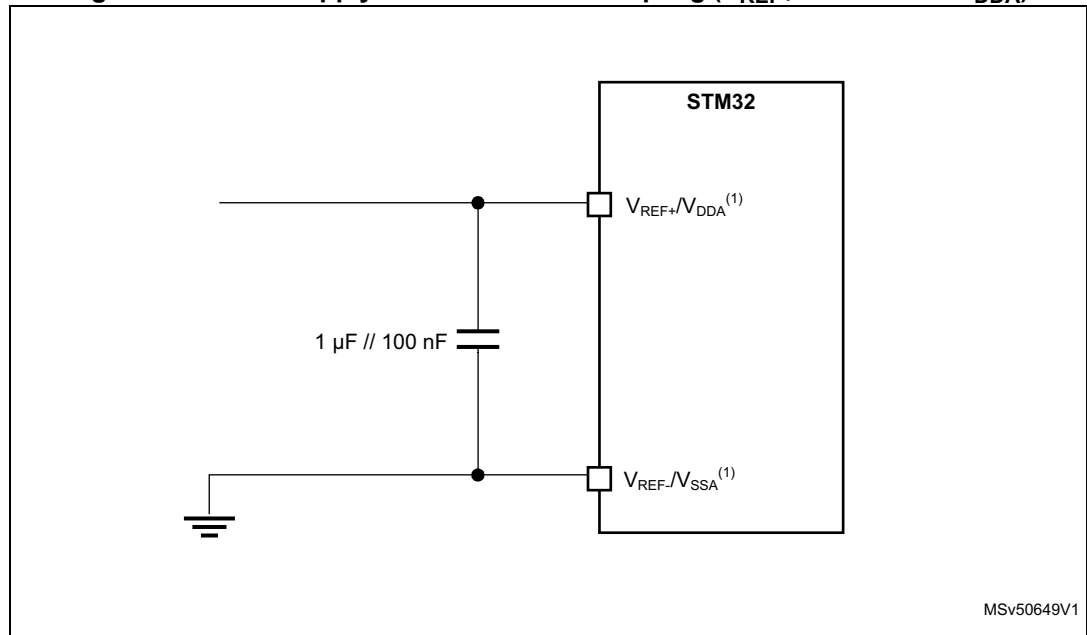 STM32
VREF+/VDDA(1)
1 µF // 100 nF
VREF-/VSSA(1)
MSv50649V1